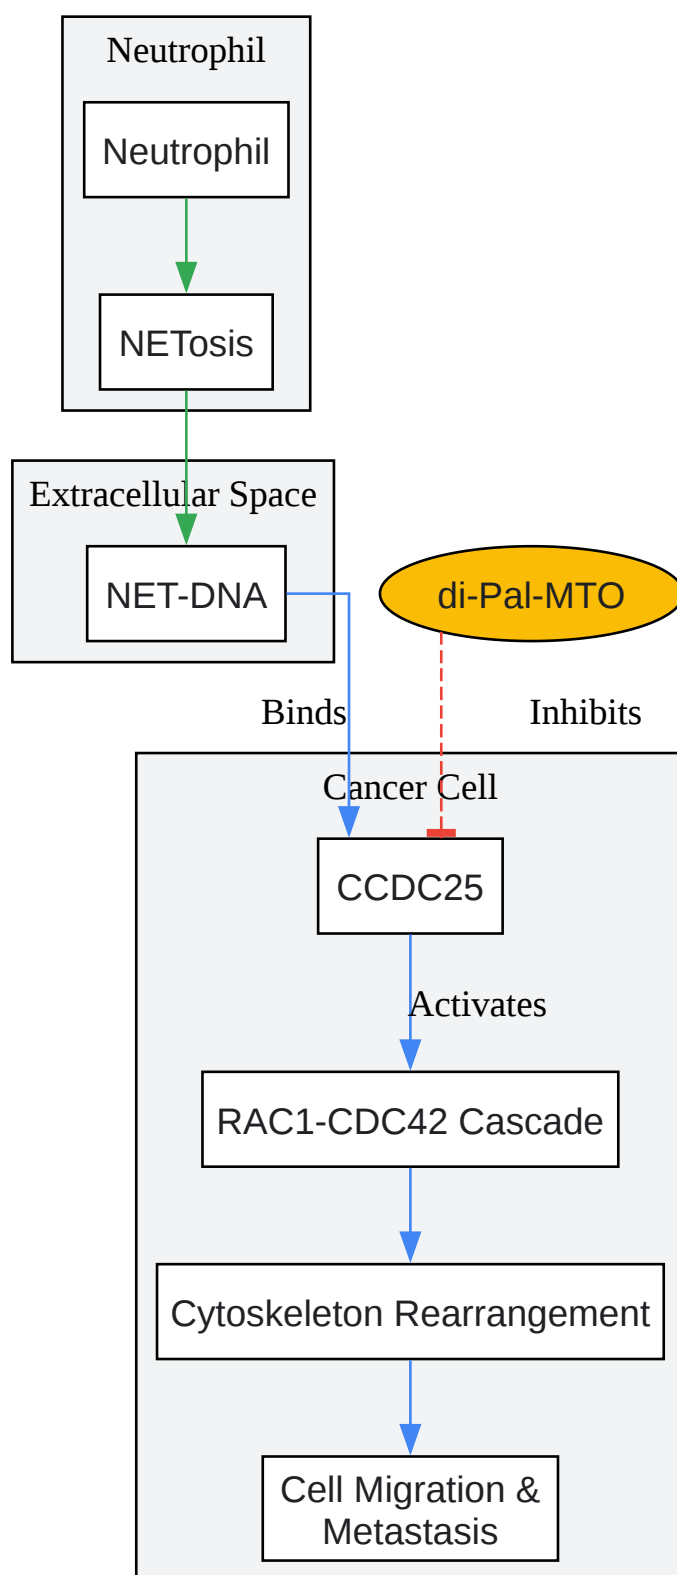 Neutrophil
Neutrophil
NETosis
Extracellular Space
NET-DNA
di-Pal-MTO
Binds
Inhibits
Cancer Cell
CCDC25
Activates
RAC1-CDC42 Cascade
Cytoskeleton Rearrangement
Cell Migration &
Metastasis